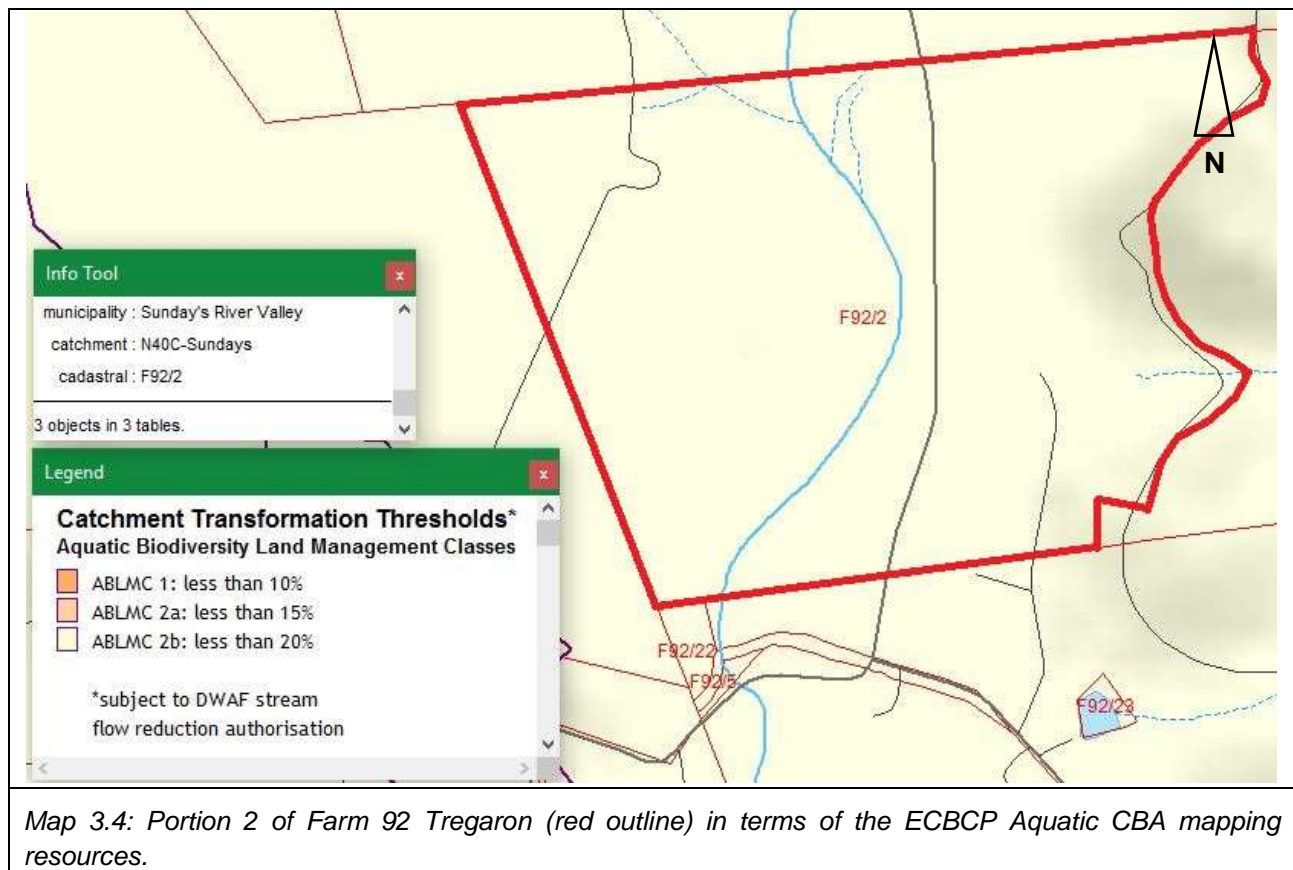 N
F92/2
Info Tool
x
municipality : Sunday's River Valley
catchment : N40C-Sundays
cadastral : F92/2
3 objects in 3 tables.
Legend
x
Catchment Transformation Thresholds*
Aquatic Biodiversity Land Management Classes
ABLMC 1: less than 10%
ABLMC 2a: less than 15%
ABLMC 2b: less than 20%
*subject to DWAF stream
flow reduction authorisation
F92/22
F92/5
F92/23
Map 3.4: Portion 2 of Farm 92 Tregaron (red outline) in terms of the ECBCP Aquatic CBA mapping
resources.